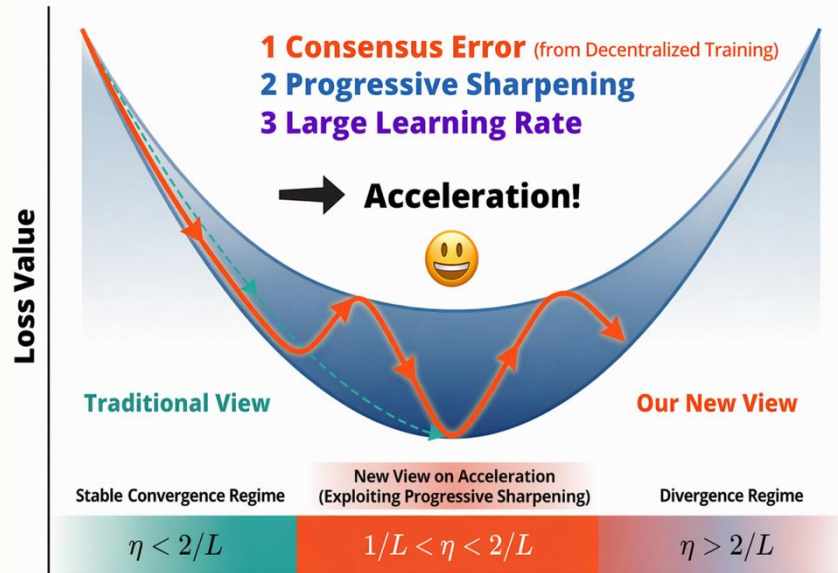 1 Consensus Error (from Decentralized Training)
2 Progressive Sharpening
3 Large Learning Rate
Acceleration!
Loss Value
Traditional View
Our New View
Stable Convergence Regime
New View on Acceleration
(Exploiting Progressive Sharpening)
Divergence Regime
η < 2/L
1/L < η < 2/L
η > 2/L